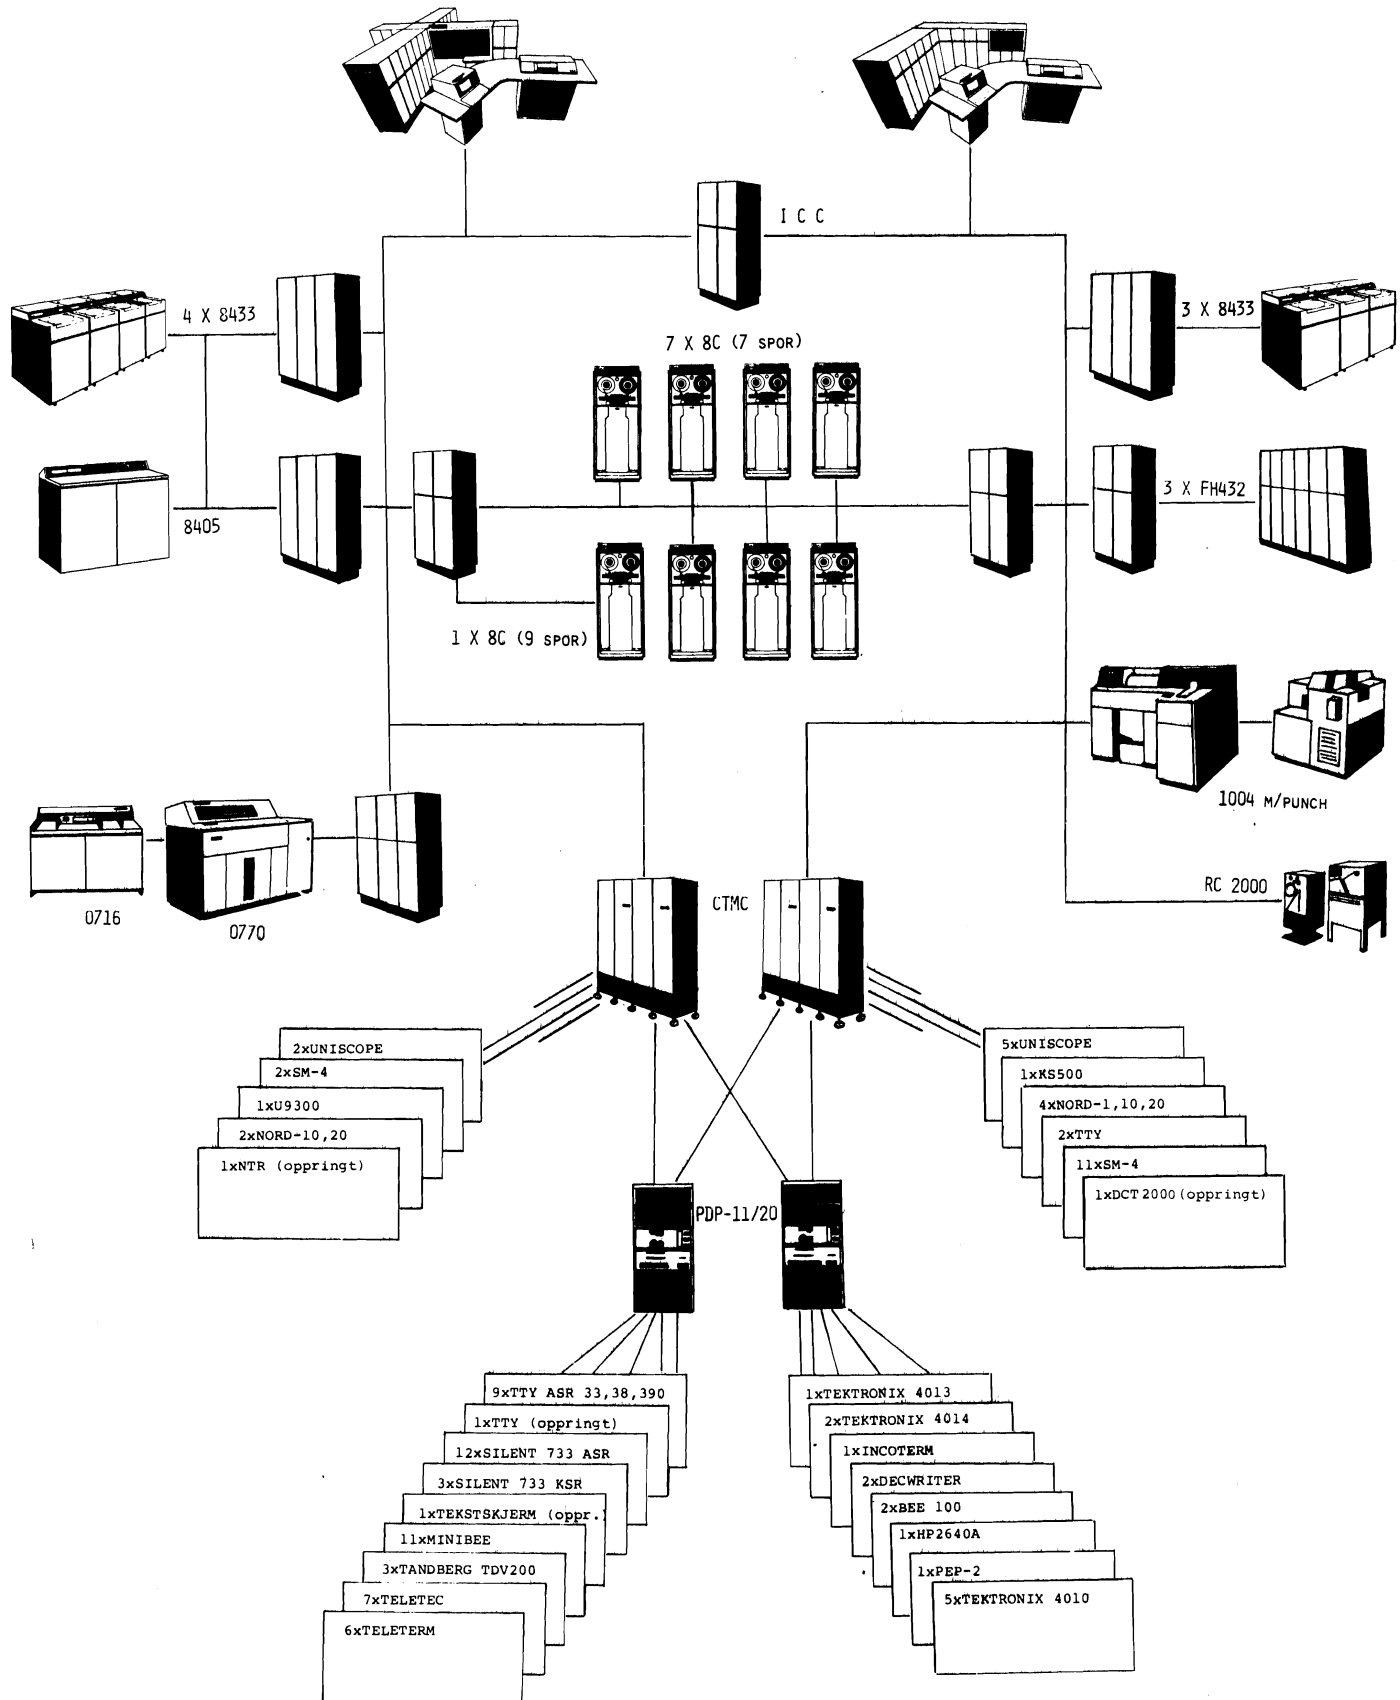 I C C
4 X 8433
3 X 8433
7 X 8C (7 SPOR)
8405
3 X FH432
1 X 8C (9 SPOR)
1004 M/PUNCH
0716
0770
CTMC
RC 2000
2xUNISCOPE
2xSM-4
1xU9300
2xNORD-10,20
1xNTR (oppringt)
5xUNISCOPE
1xKS500
4xNORD-1,10,20
2xTTY
11xSM-4
1xDCT 2000 (oppringt)
PDP-11/20
9xTTY ASR 33,38,390
1xTTY (oppringt)
12xSILENT 733 ASR
3xSILENT 733 KSR
1xTEKSTSKJERM (oppr.)
11xMINIBEE
3xTANDBERG TDV200
7xTELETEC
6xTELETERM
1xTEKTRONIX 4013
2xTEKTRONIX 4014
1xINCOTERM
2xDECWRITER
2xBEE 100
1xHP2640A
1xPEP-2
5xTEKTRONIX 4010